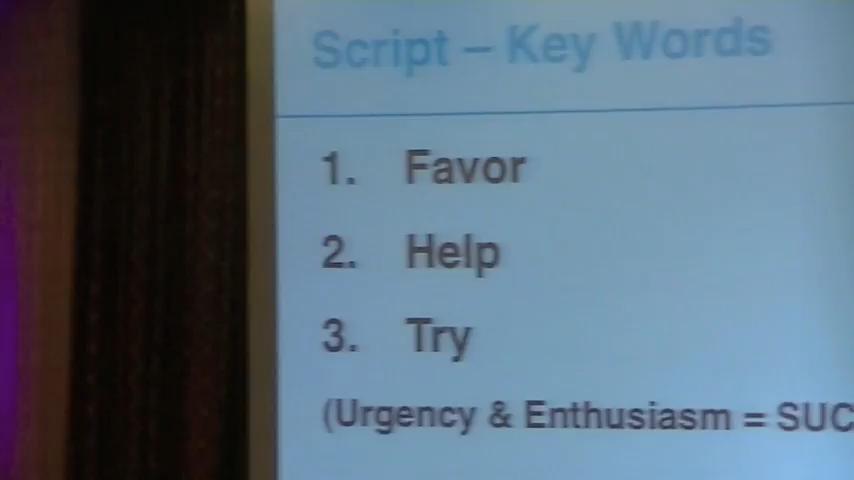 Script – Key Words
1. Favor
2. Help
3. Try
(Urgency & Enthusiasm = SUC